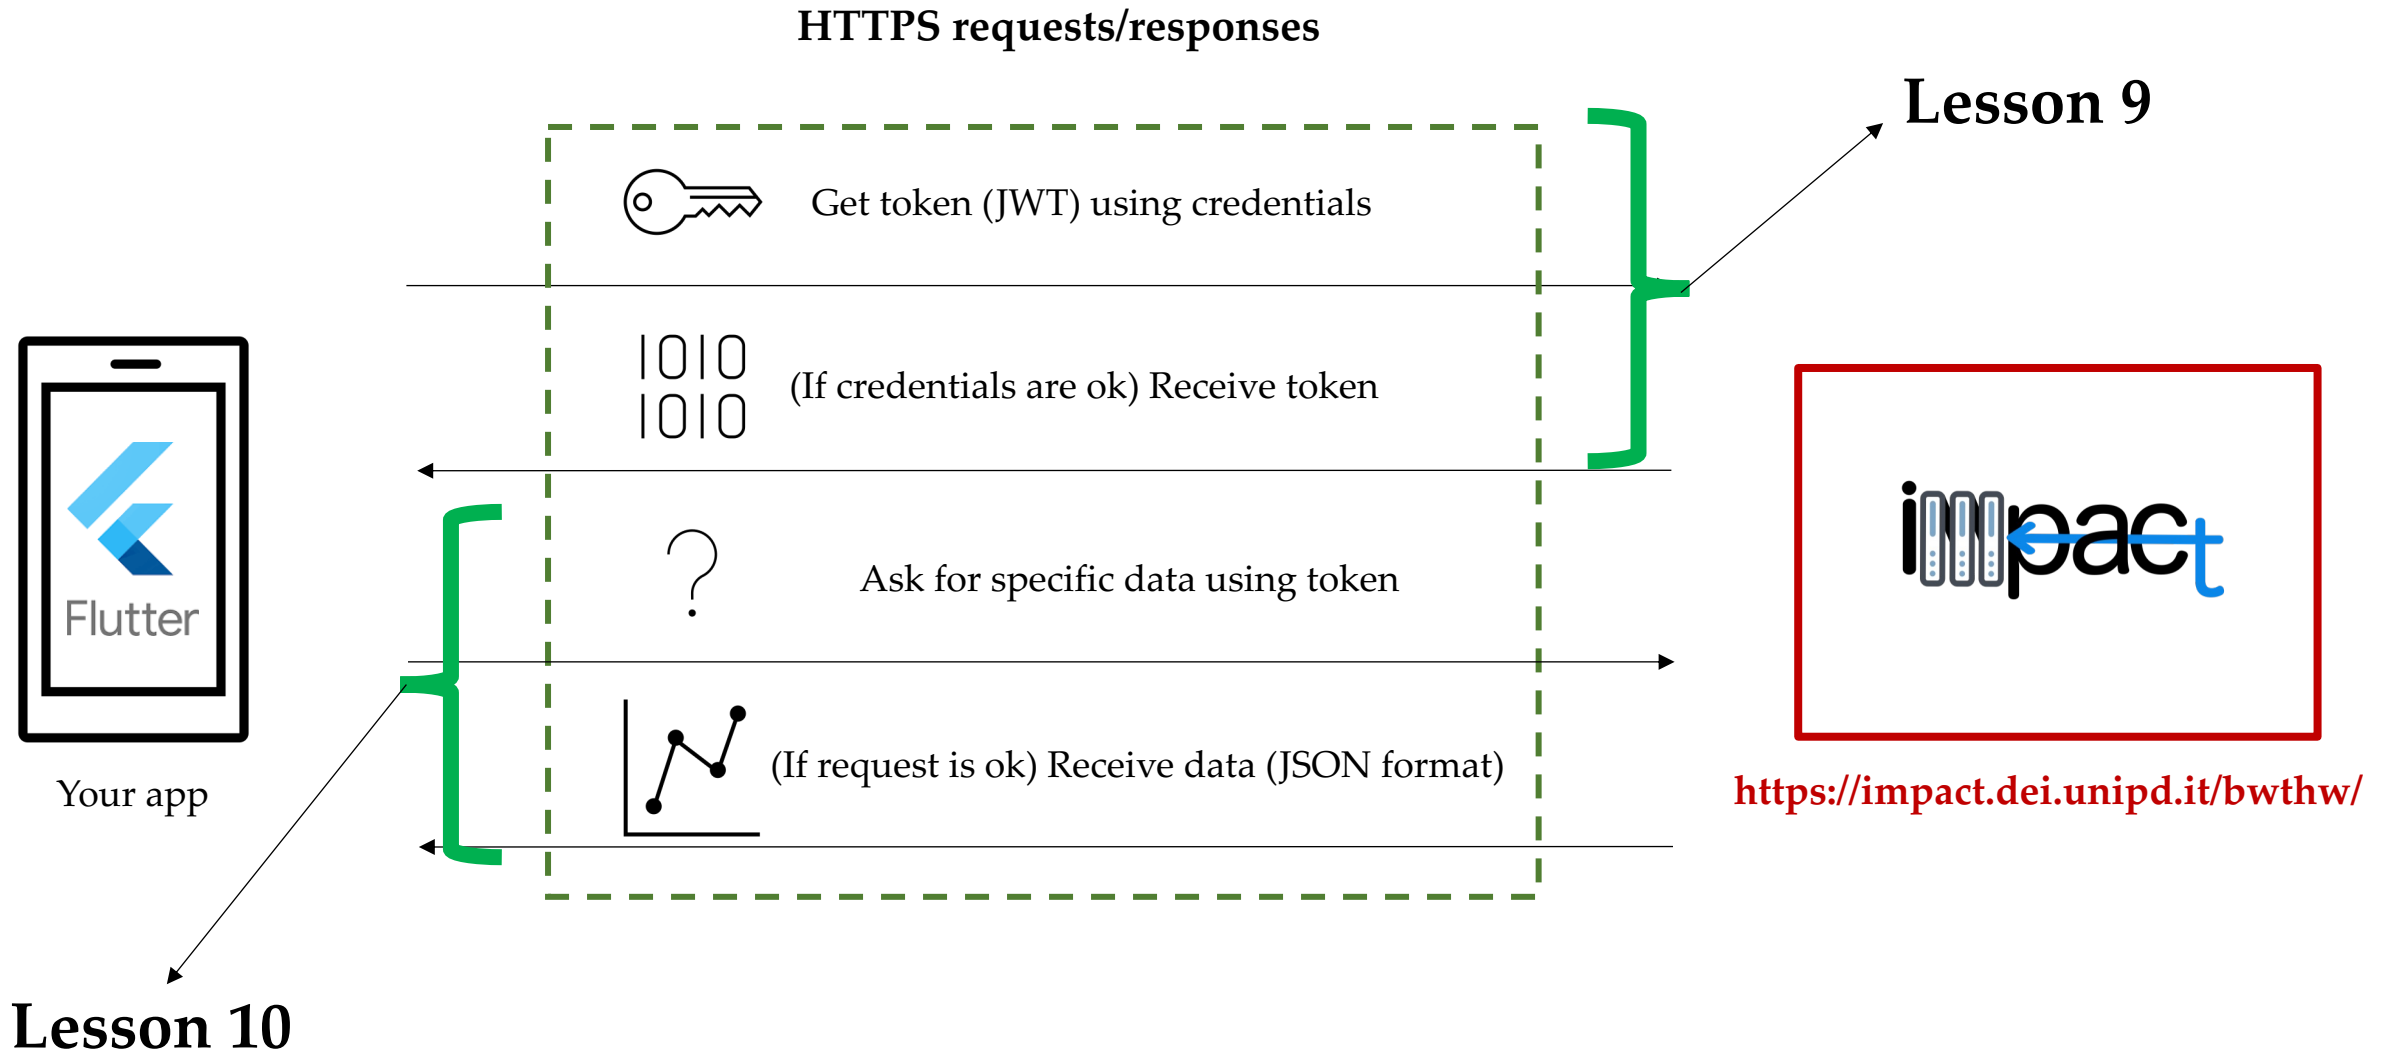 HTTPS requests/responses
Lesson 9
Get token (JWT) using credentials
1010
1010
(If credentials are ok) Receive token
Flutter
Your app
?
Ask for specific data using token
(If request is ok) Receive data (JSON format)
impact
https://impact.dei.unipd.it/bwthw/
Lesson 10